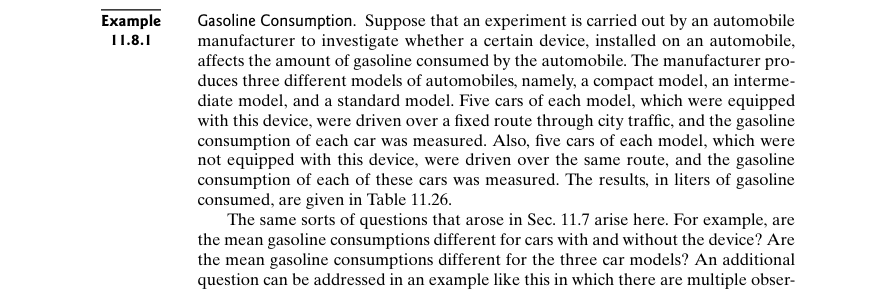 Example
11.8.1
Gasoline Consumption. Suppose that an experiment is carried out by an automobile
manufacturer to investigate whether a certain device, installed on an automobile,
affects the amount of gasoline consumed by the automobile. The manufacturer pro-
duces three different models of automobiles, namely, a compact model, an interme-
diate model, and a standard model. Five cars of each model, which were equipped
with this device, were driven over a fixed route through city traffic, and the gasoline
consumption of each car was measured. Also, five cars of each model, which were
not equipped with this device, were driven over the same route, and the gasoline
consumption of each of these cars was measured. The results, in liters of gasoline
consumed, are given in Table 11.26.
The same sorts of questions that arose in Sec. 11.7 arise here. For example, are
the mean gasoline consumptions different for cars with and without the device? Are
the mean gasoline consumptions different for the three car models? An additional
question can be addressed in an example like this in which there are multiple obser-